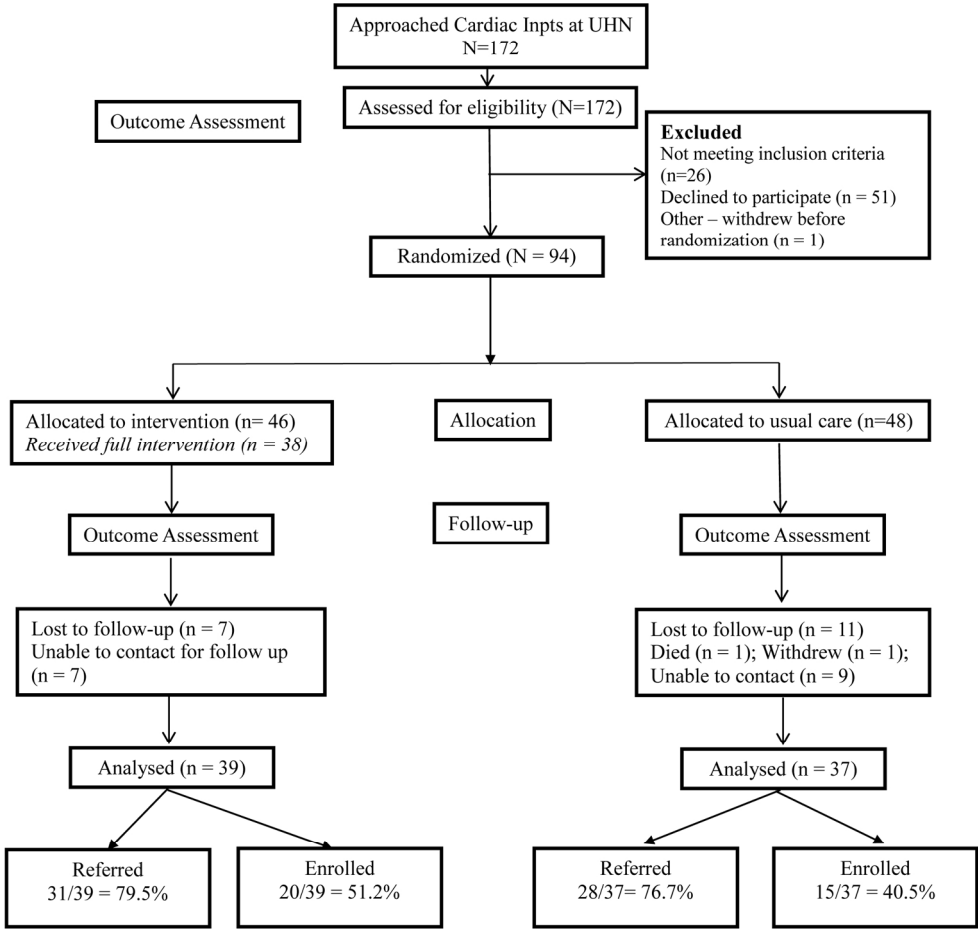 Approached Cardiac Inpts at UHN
N=172
Assessed for eligibility (N=172)
Outcome Assessment
Excluded
Not meeting inclusion criteria
(n=26)
Declined to participate (n = 51)
Other – withdrew before
randomization (n = 1)
Randomized (N = 94)
Allocated to intervention (n= 46)
Received full intervention (n = 38)
Allocation
Allocated to usual care (n=48)
Follow-up
Outcome Assessment
Outcome Assessment
Lost to follow-up (n = 7)
Unable to contact for follow up
(n = 7)
Lost to follow-up (n = 11)
Died (n = 1); Withdrew (n = 1);
Unable to contact (n = 9)
Analysed (n = 39)
Analysed (n = 37)
Referred
31/39 = 79.5%
Enrolled
20/39 = 51.2%
Referred
28/37= 76.7%
Enrolled
15/37 = 40.5%